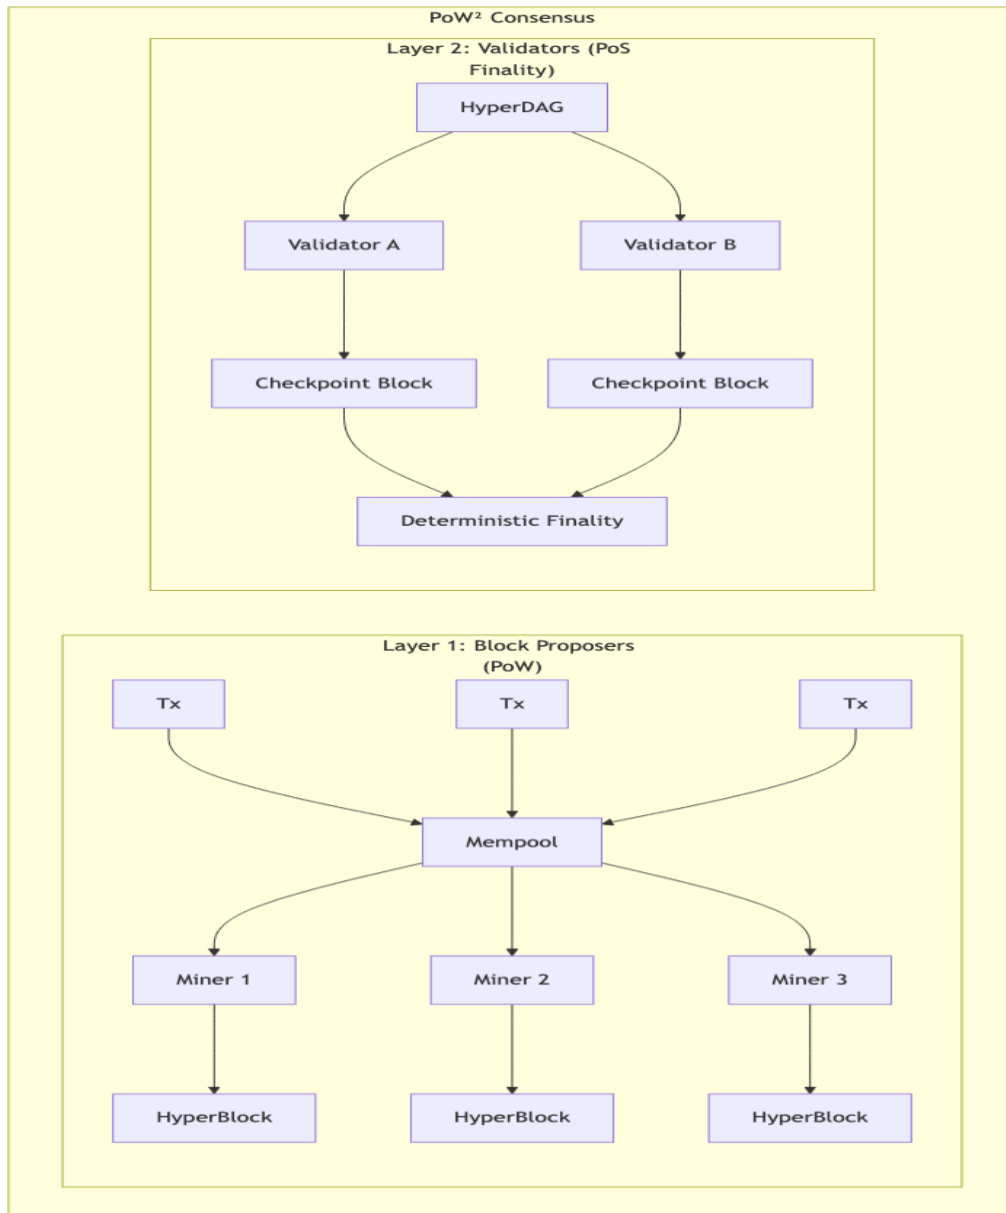 PoW² Consensus
Layer 2: Validators (PoS
Finality)
HyperDAG
Validator A
Validator B
Checkpoint Block
Checkpoint Block
Deterministic Finality
Layer 1: Block Proposers
(PoW)
Tx
Tx
Tx
Mempool
Miner 1
Miner 2
Miner 3
HyperBlock
HyperBlock
HyperBlock